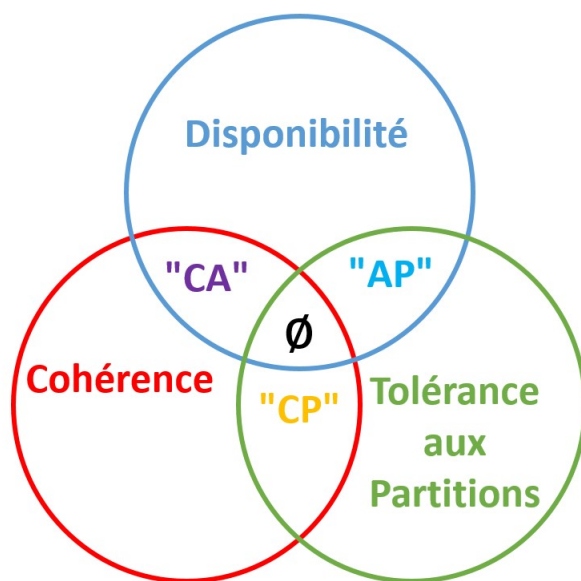 Disponibilité
"CA"
"AP"
Ø
Cohérence
"CP"
Tolérance
aux
Partitions